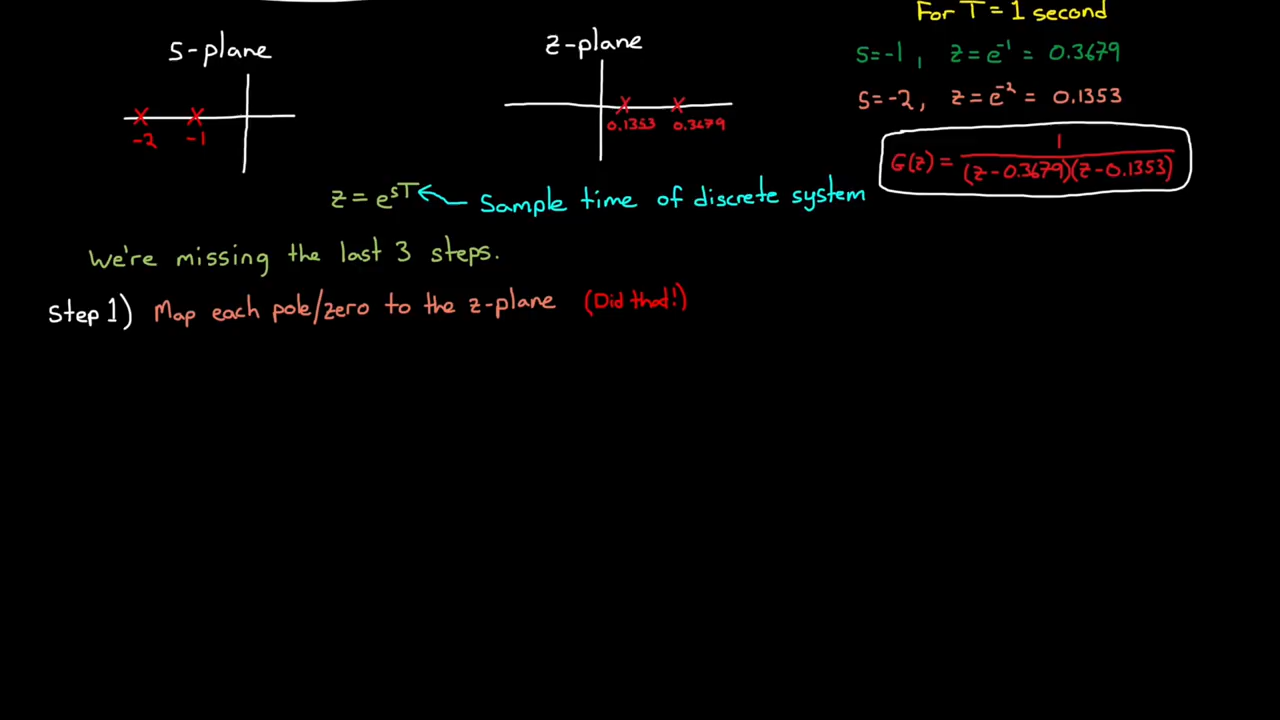 For T = 1 second
s-plane
z-plane
s=-1, z = e^-1 = 0.3679
s=-2, z = e^-2 = 0.1353
-2 -1
0.1353 0.3679
G(z) = 1 / (z-0.3679)(z-0.1353)
z = e^sT Sample time of discrete system
We're missing the last 3 steps.
Step 1) Map each pole/zero to the z-plane (Did that!)